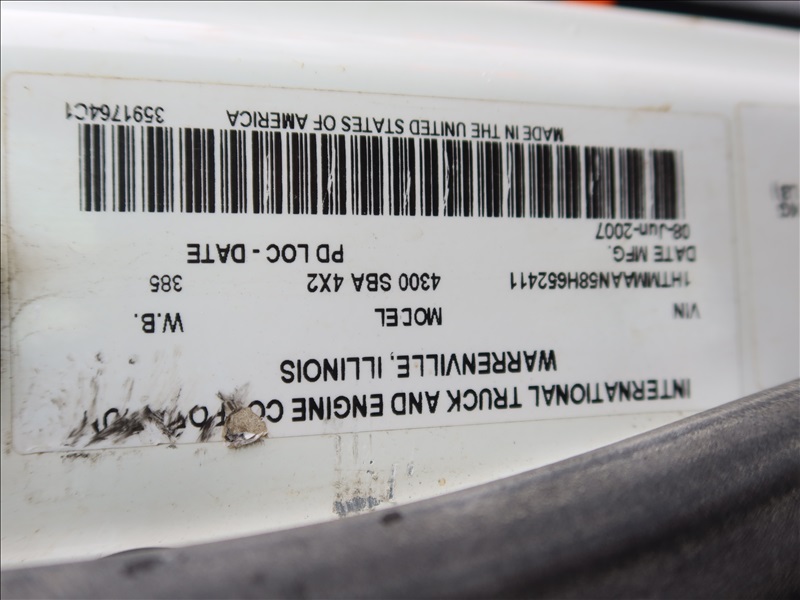 INTERNATIONAL TRUCK AND ENGINE
WARRENVILLE, ILLINOIS
VIN MODEL W.B.
1HTMMAAN58H652411 4300 SBA 4X2 385
DATE MFG. PD LOC - DATE
08-Jun-2007
MADE IN THE UNITED STATES OF AMERICA 3591764C1